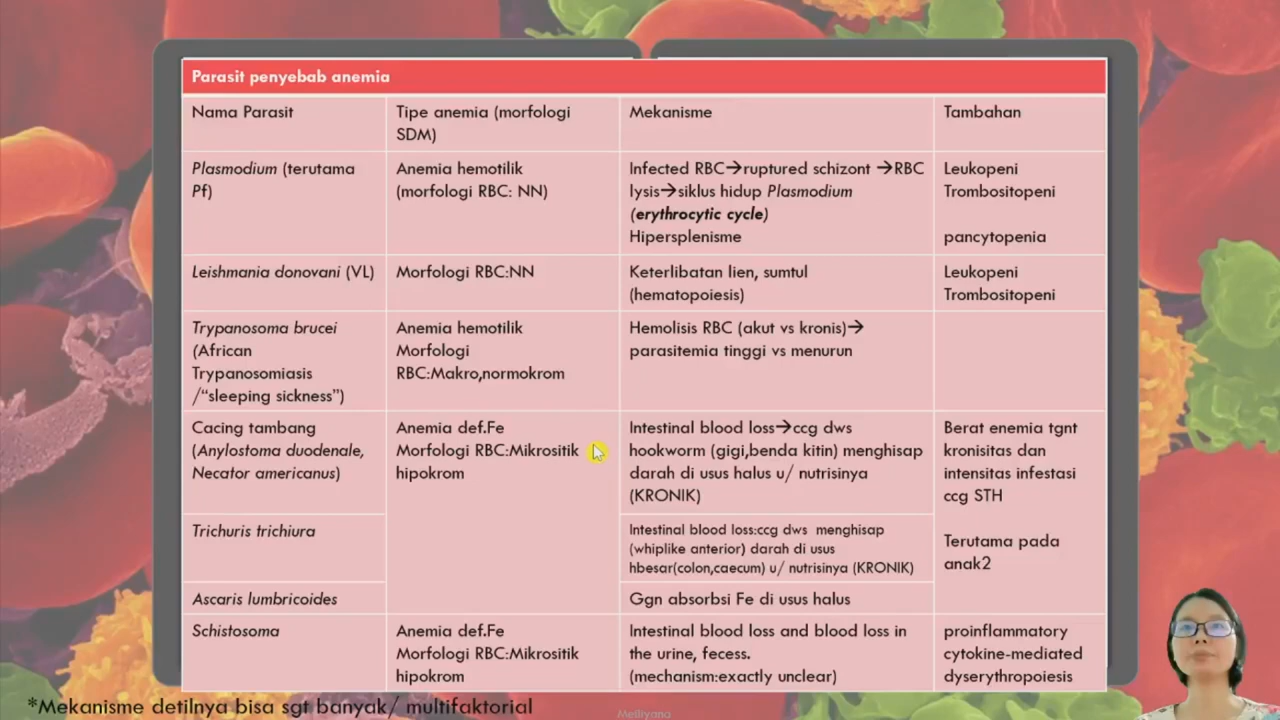 Parasit penyebab anemia
Nama Parasit
Tipe anemia (morfologi
SDM)
Mekanisme
Tambahan
Plasmodium (terutama
Pf)
Anemia hemotilik
(morfologi RBC: NN)
Infected RBC→ruptured schizont →RBC
lysis→siklus hidup Plasmodium
(erythrocytic cycle)
Hipersplenisme
Leukopeni
Trombositopeni
pancytopenia
Leishmania donovani (VL)
Morfologi RBC:NN
Keterlibatan lien, sumtul
(hematopoiesis)
Leukopeni
Trombositopeni
Trypanosoma brucei
(African
Trypanosomiasis
/“sleeping sickness”)
Anemia hemotilik
Morfologi
RBC:Makro,normokrom
Hemolisis RBC (akut vs kronis)→
parasitemia tinggi vs menurun
Cacing tambang
(Anylostoma duodenale,
Necator americanus)
Anemia def.Fe
Morfologi RBC:Mikrositik
hipokrom
Intestinal blood loss→ccg dws
hookworm (gigi,benda kitin) menghisap
darah di usus halus u/ nutrisinya
(KRONIK)
Berat enemia tgnt
kronisitas dan
intensitas infestasi
ccg STH
Terutama pada
anak2
Trichuris trichiura
Intestinal blood loss:ccg dws menghisap
(whiplike anterior) darah di usus
hbesar(colon,caecum) u/ nutrisinya (KRONIK)
Ascaris lumbricoides
Ggn absorbsi Fe di usus halus
Schistosoma
Anemia def.Fe
Morfologi RBC:Mikrositik
hipokrom
Intestinal blood loss and blood loss in
the urine, fecess.
(mechanism:exactly unclear)
proinflammatory
cytokine-mediated
dyserythropoiesis
*Mekanisme detilnya bisa sgt banyak/ multifaktorial